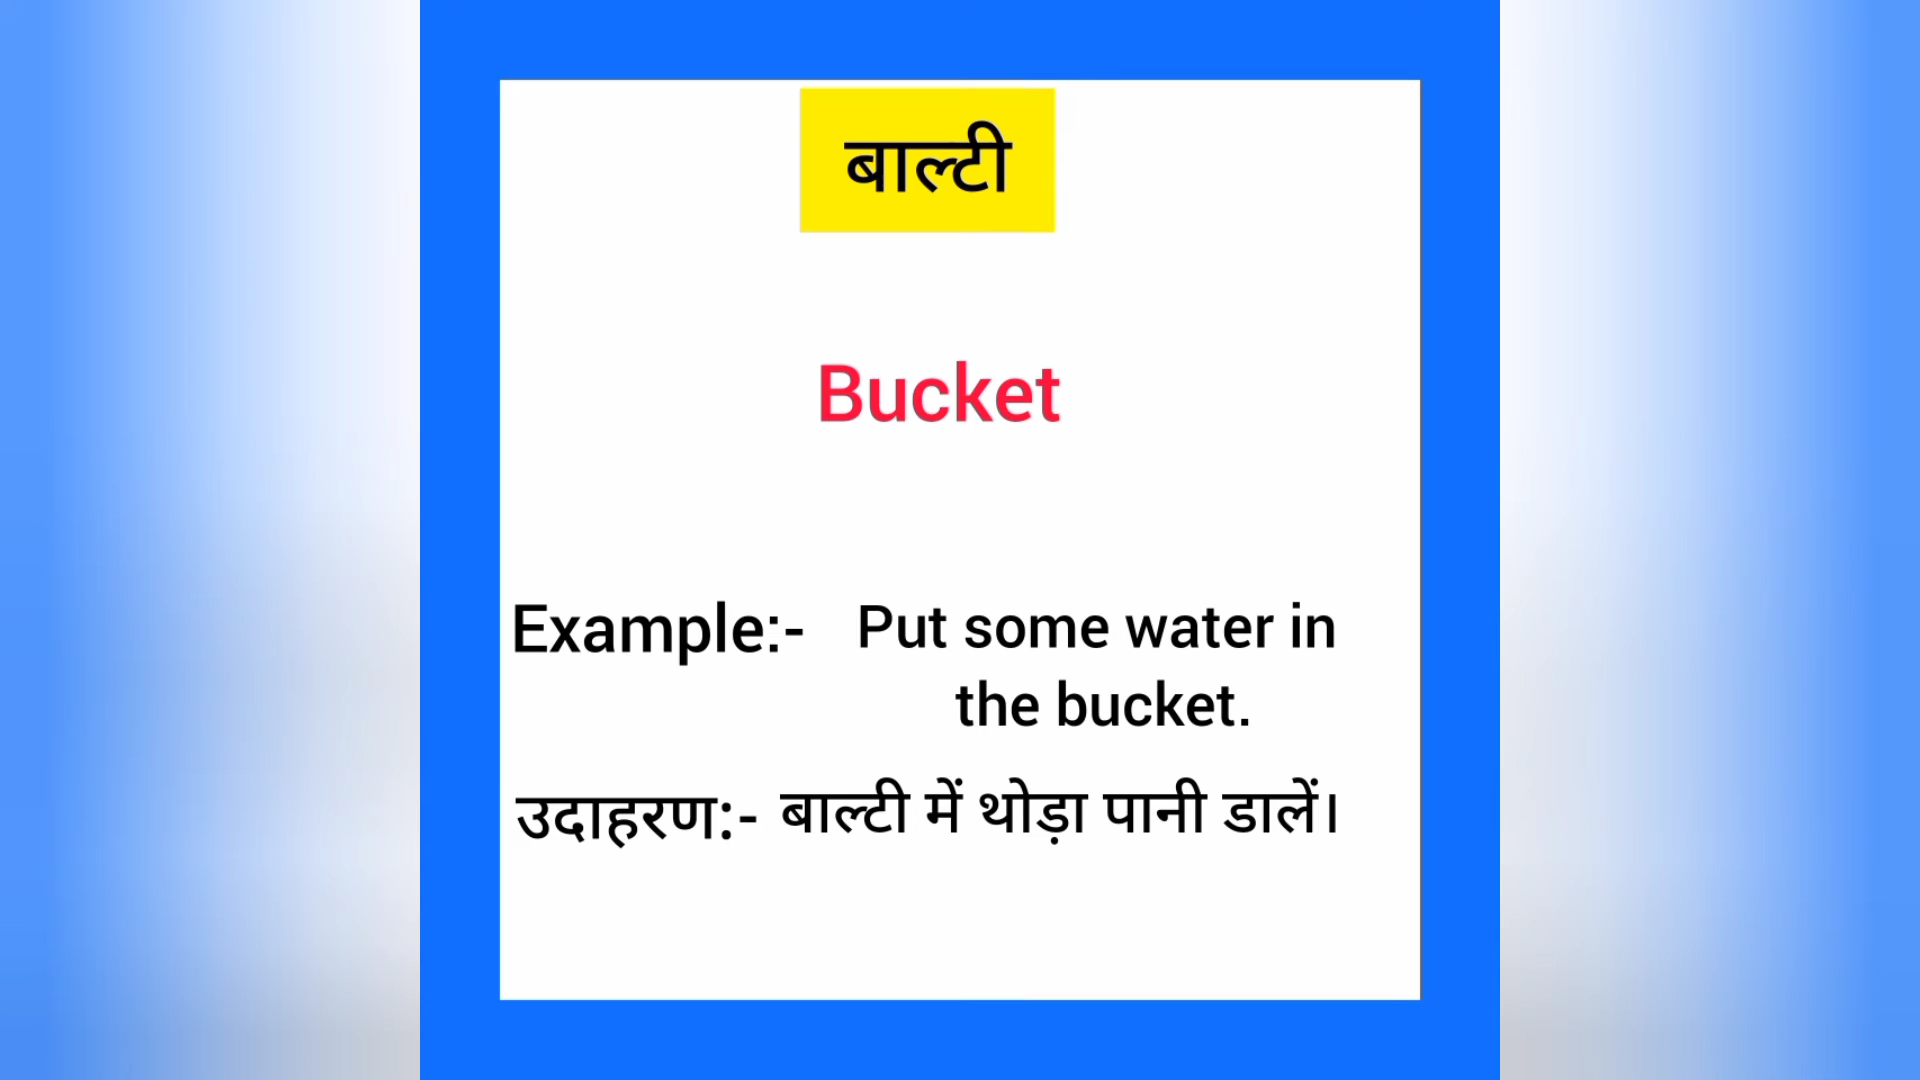 बाल्टी
Bucket
Example:- Put some water in
the bucket.
उदाहरण:- बाल्टी में थोड़ा पानी डालें।